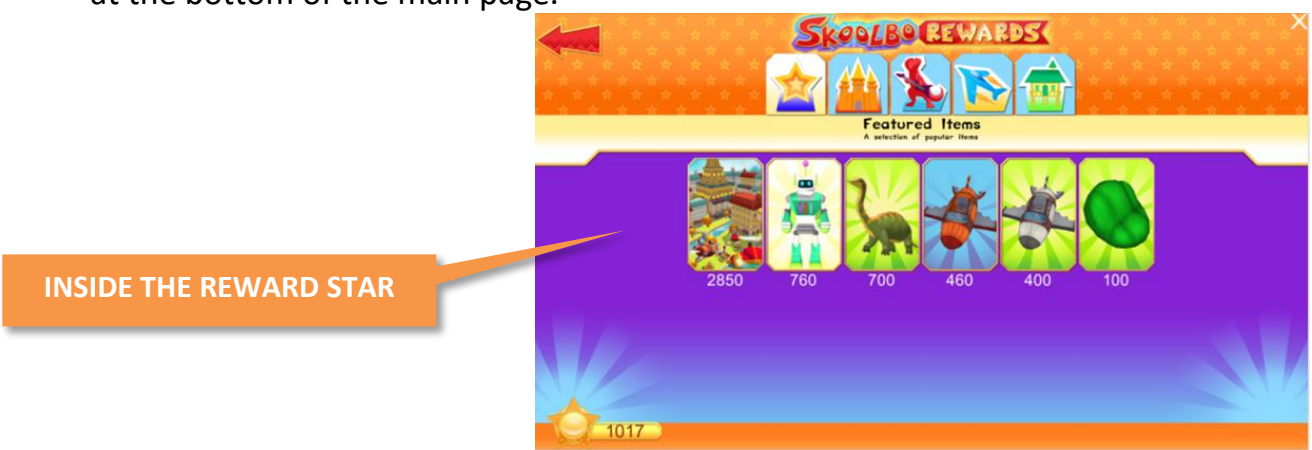 at the bottom of the main page.
SKOOLBO REWARDS
Featured Items
A selection of popular items
INSIDE THE REWARD STAR
2850 760 700 460 400 100
1017